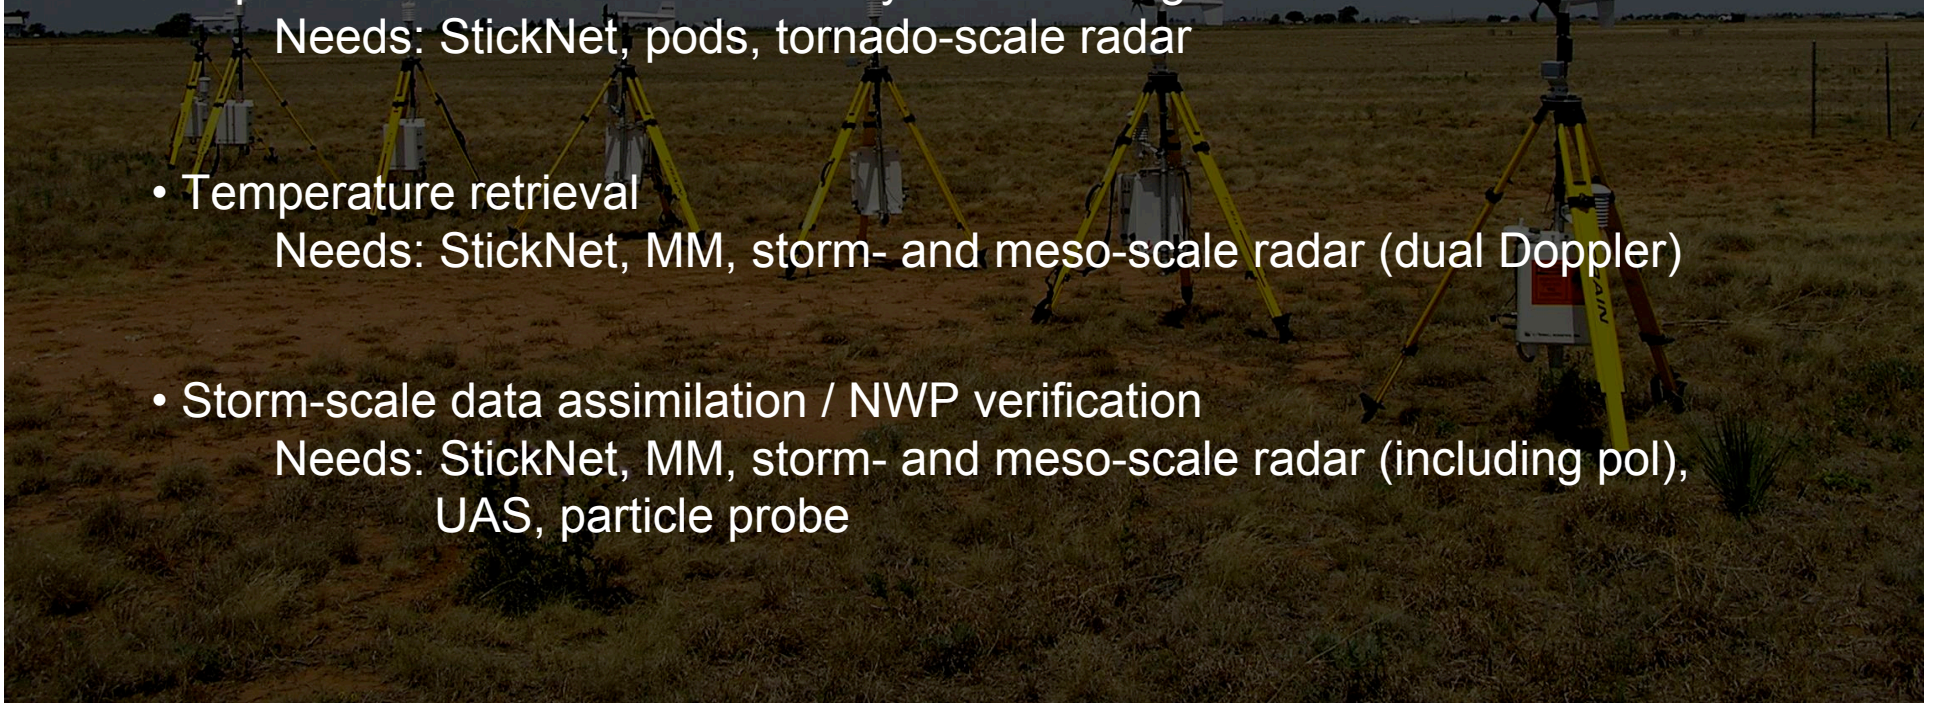 Needs: StickNet, pods, tornado-scale radar
• Temperature retrieval
Needs: StickNet, MM, storm- and meso-scale radar (dual Doppler)
• Storm-scale data assimilation / NWP verification
Needs: StickNet, MM, storm- and meso-scale radar (including pol),
UAS, particle probe